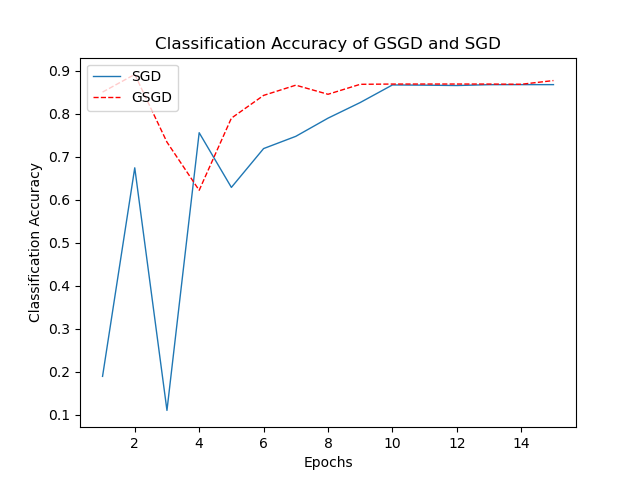 Classification Accuracy of GSGD and SGD
SGD
GSGD
0.9
0.8
0.7
0.6
0.5
0.4
0.3
0.2
0.1
Classification Accuracy
2 4 6 8 10 12 14
Epochs